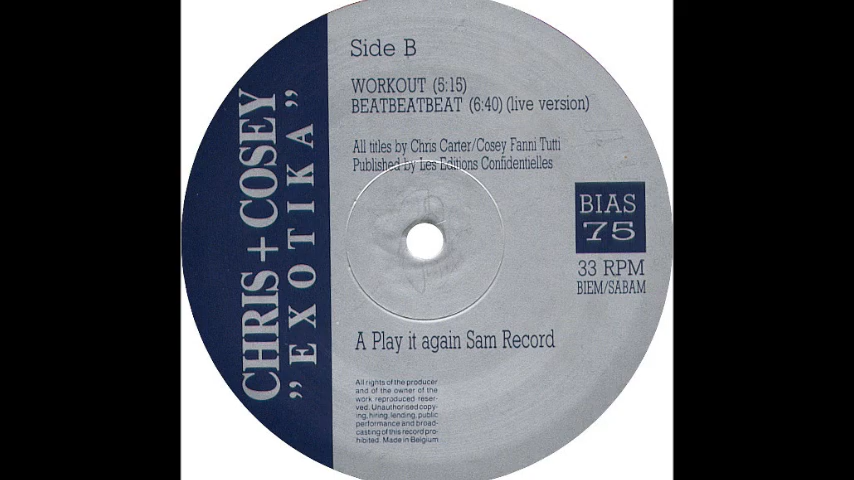 CHRIS + COSEY
"EXOTIKA"
Side B
WORKOUT (5:15)
BEATBEATBEAT (6:40) (live version)
All titles by Chris Carter/Cosey Fanni Tutti
Published by Les Editions Confidentielles
BIAS
75
33 RPM
BIEM/SABAM
A Play it again Sam Record
All rights of the producer
and of the owner of the
work reproduced reser-
ved. Unauthorised copy-
ing, hiring, lending, public
performance and broad-
casting of this record pro-
hibited. Made in Belgium